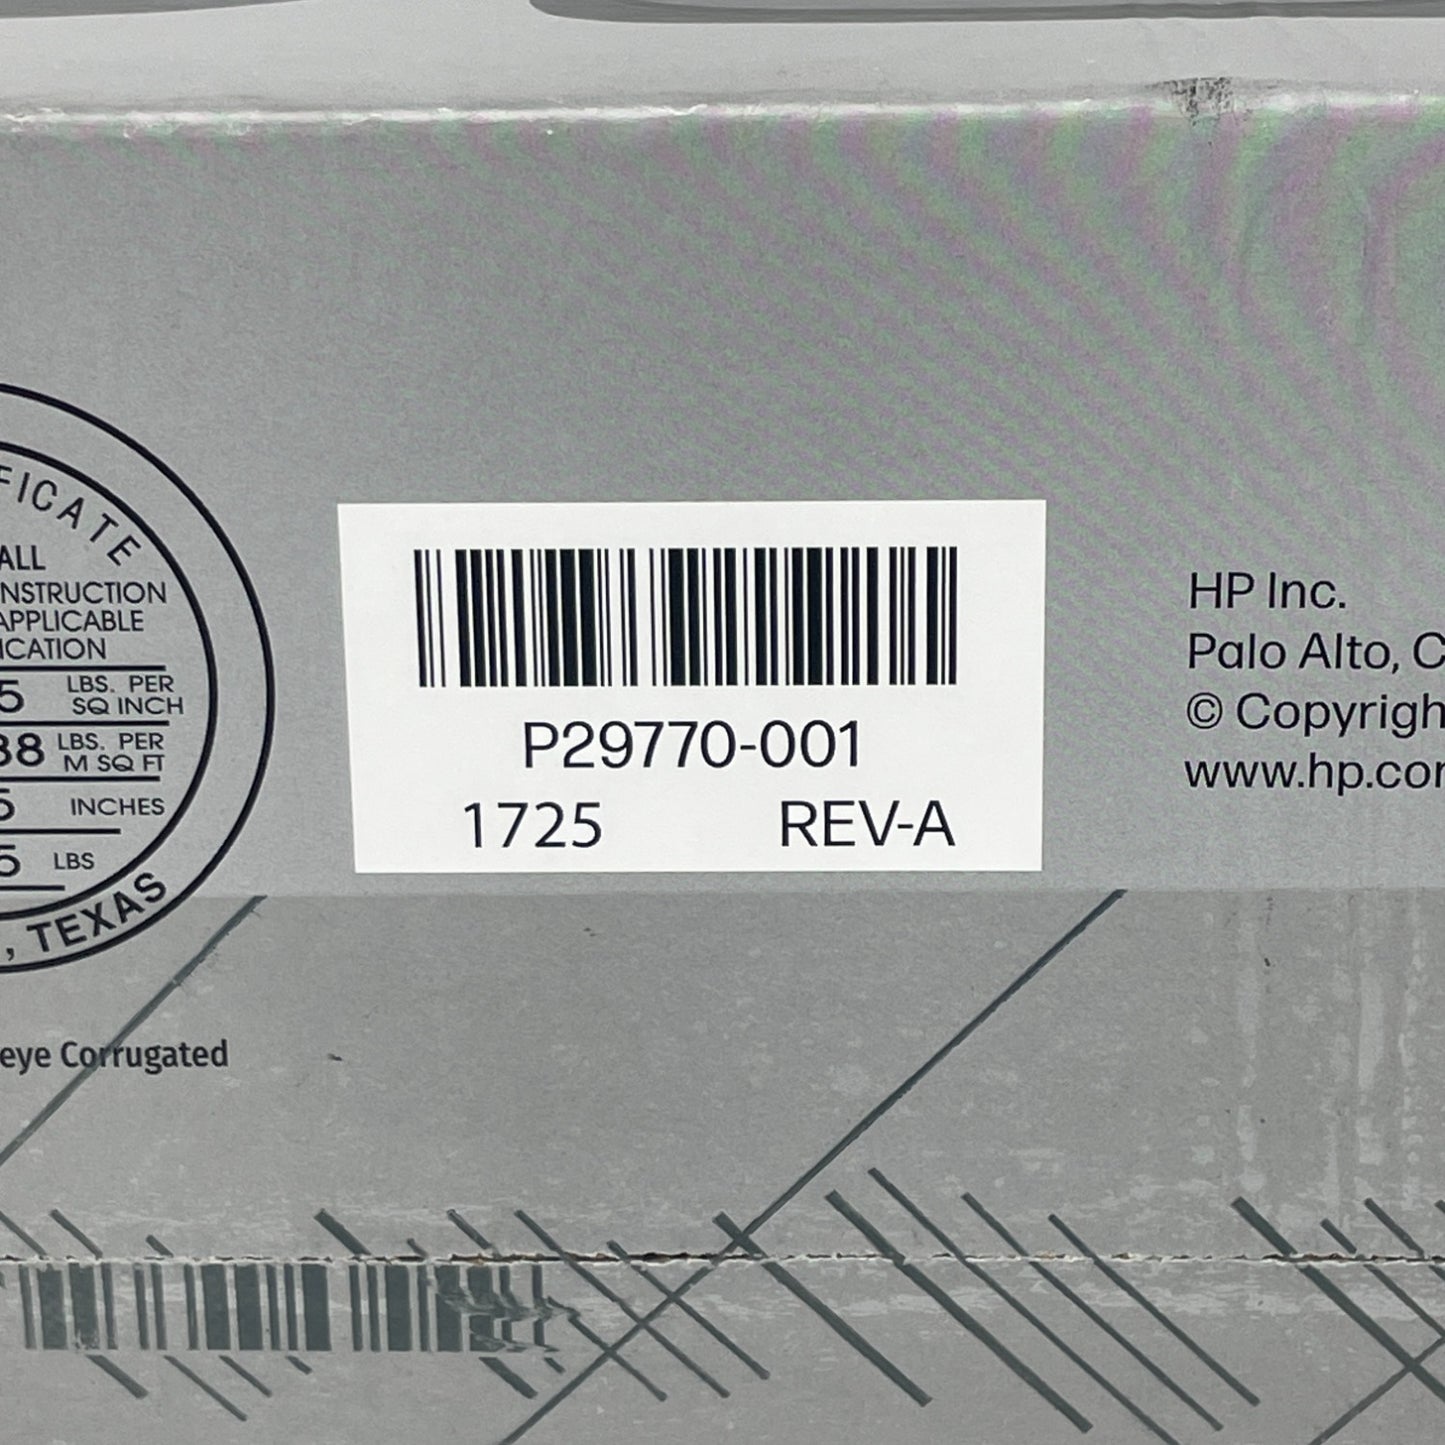 FICATE
ALL
NSTRUCTION
APPLICABLE
ICATION
5 LBS. PER
SQ INCH
38 LBS. PER
M SQ FT
5 INCHES
5 LBS
, TEXAS
eye Corrugated
P29770-001
1725 REV-A
HP Inc.
Palo Alto, C
© Copyrigh
www.hp.co